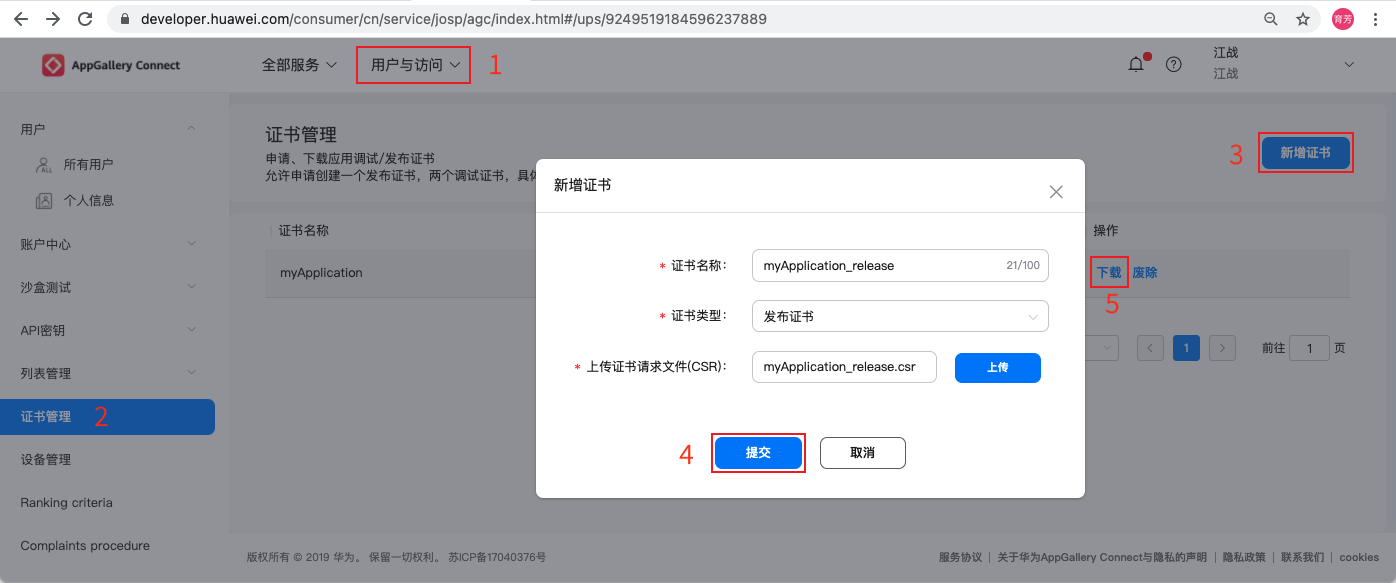 developer.huawei.com/consumer/cn/service/josp/agc/index.html#/ups/9249519184596237889
育芳
AppGallery Connect
全部服务
用户与访问
1
江战
江战
用户
所有用户
个人信息
账户中心
沙盒测试
API密钥
列表管理
证书管理
2
设备管理
Ranking criteria
Complaints procedure
证书管理
申请、下载应用调试/发布证书
允许申请创建一个发布证书，两个调试证书，具体
3
新增证书
证书名称
操作
myApplication
下载
废除
5
1
前往
1
页
新增证书
* 证书名称：
myApplication_release
21/100
* 证书类型：
发布证书
* 上传证书请求文件(CSR)：
myApplication_release.csr
上传
4
提交
取消
版权所有 © 2019 华为。 保留一切权利。 苏ICP备17040376号
服务协议 | 关于华为AppGallery Connect与隐私的声明 | 隐私政策 | 联系我们 | cookies